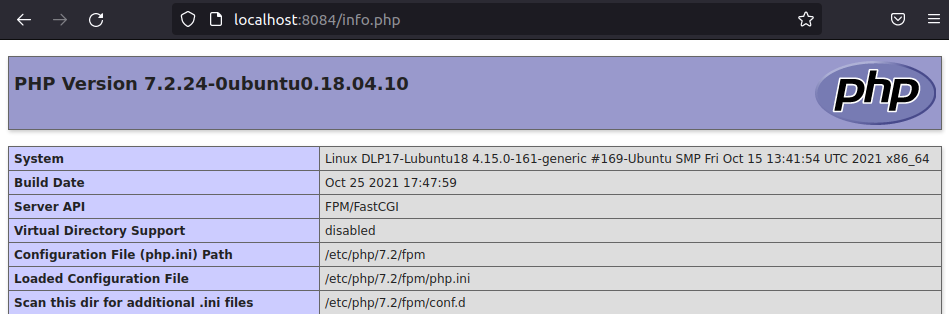 localhost:8084/info.php
PHP Version 7.2.24-0ubuntu0.18.04.10
php
System Linux DLP17-Lubuntu18 4.15.0-161-generic #169-Ubuntu SMP Fri Oct 15 13:41:54 UTC 2021 x86_64
Build Date Oct 25 2021 17:47:59
Server API FPM/FastCGI
Virtual Directory Support disabled
Configuration File (php.ini) Path /etc/php/7.2/fpm
Loaded Configuration File /etc/php/7.2/fpm/php.ini
Scan this dir for additional .ini files /etc/php/7.2/fpm/conf.d